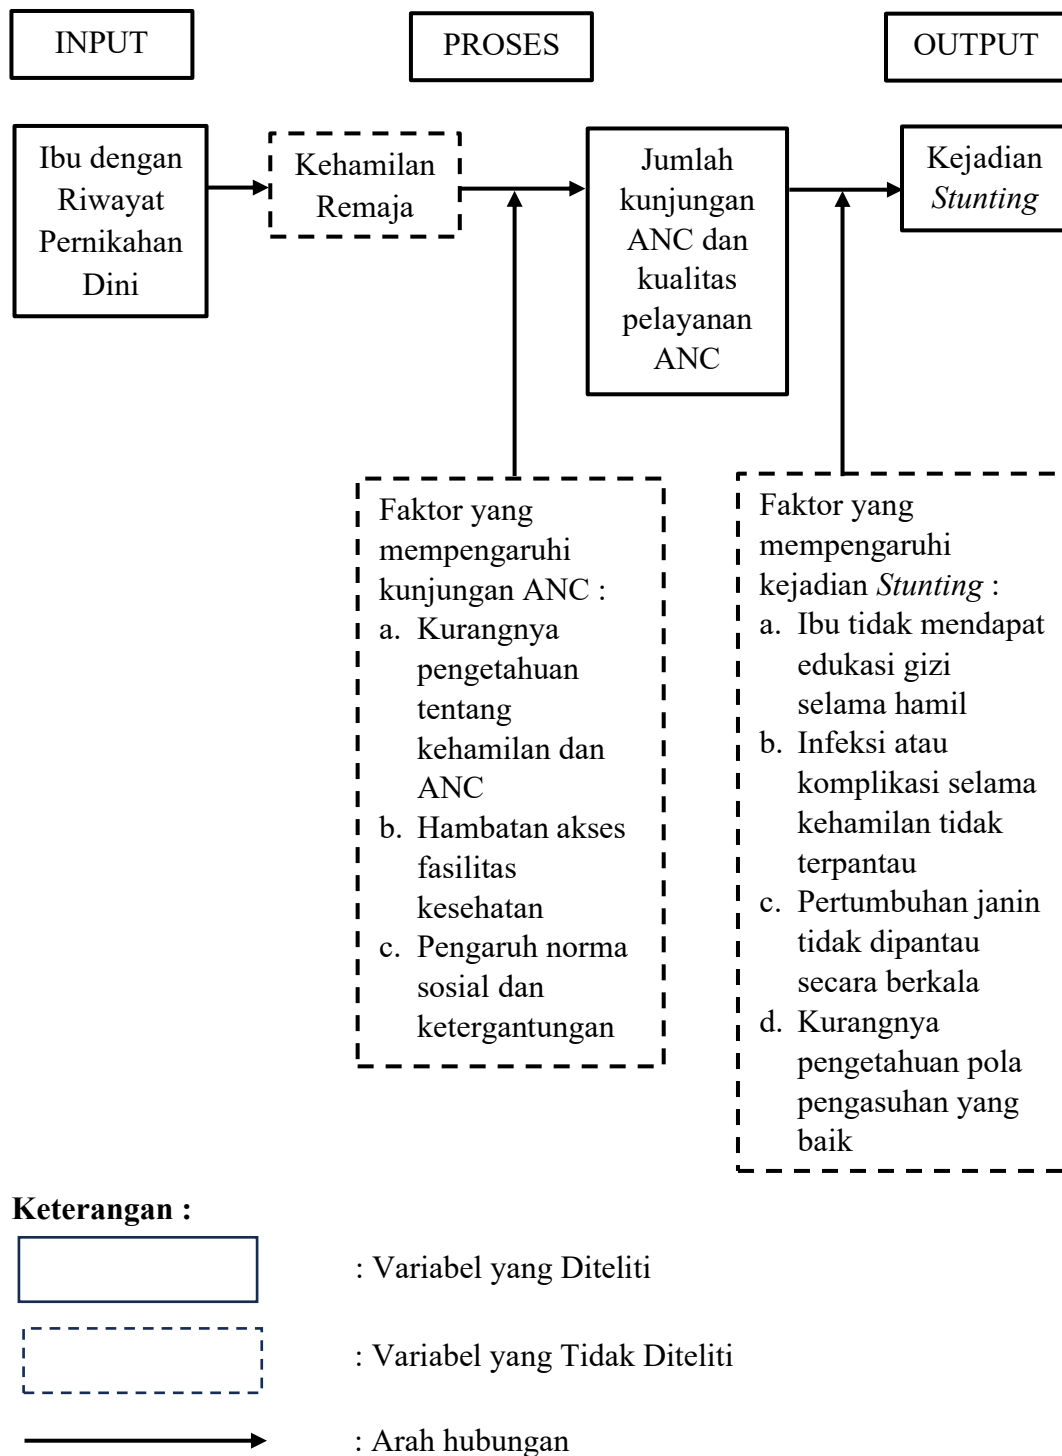 INPUT
PROSES
OUTPUT
Ibu dengan
Riwayat
Pernikahan
Dini
Kehamilan
Remaja
Jumlah
kunjungan
ANC dan
kualitas
pelayanan
ANC
Kejadian
Stunting
Faktor yang
mempengaruhi
kunjungan ANC :
a. Kurangnya
pengetahuan
tentang
kehamilan dan
ANC
b. Hambatan akses
fasilitas
kesehatan
c. Pengaruh norma
sosial dan
ketergantungan
Faktor yang
mempengaruhi
kejadian Stunting :
a. Ibu tidak mendapat
edukasi gizi
selama hamil
b. Infeksi atau
komplikasi selama
kehamilan tidak
terpantau
c. Pertumbuhan janin
tidak dipantau
secara berkala
d. Kurangnya
pengetahuan pola
pengasuhan yang
baik
Keterangan :
: Variabel yang Diteliti
: Variabel yang Tidak Diteliti
: Arah hubungan